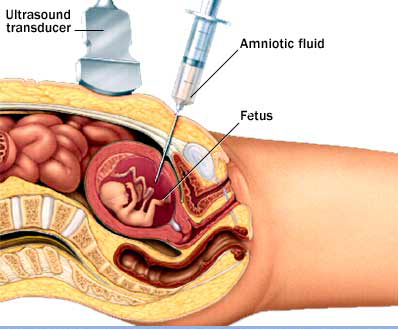 Ultrasound
transducer
Amniotic fluid
Fetus